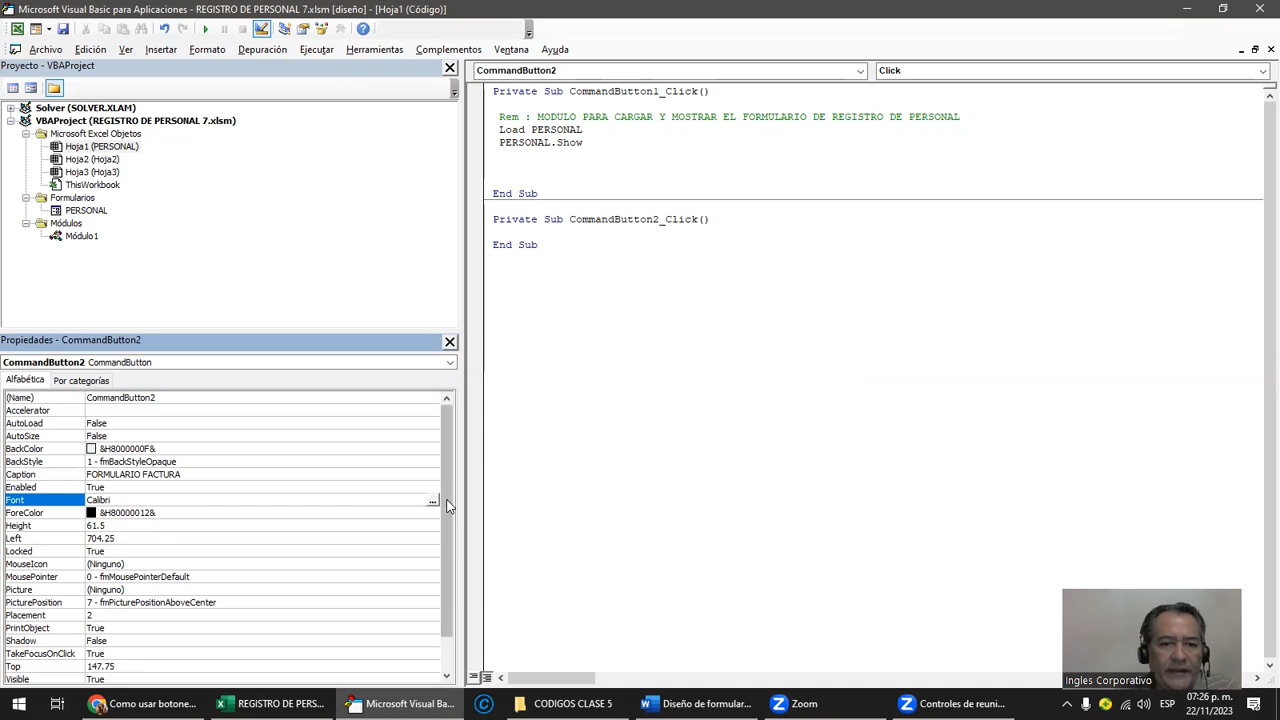 Microsoft Visual Basic para Aplicaciones - REGISTRO DE PERSONAL 7.xlsm [diseño] - [Hoja1 (Código)]
Archivo Edición Ver Insertar Formato Depuración Ejecutar Herramientas Complementos Ventana Ayuda
Proyecto - VBAProject
Solver (SOLVER.XLAM)
VBAProject (REGISTRO DE PERSONAL 7.xlsm)
Microsoft Excel Objetos
Hoja1 (PERSONAL)
Hoja2 (Hoja2)
Hoja3 (Hoja3)
ThisWorkbook
Formularios
PERSONAL
Módulos
Módulo1
Propiedades - CommandButton2
CommandButton2 CommandButton
Alfabética Por categorías
(Name) CommandButton2
Accelerator
AutoLoad False
AutoSize False
BackColor &H8000000F&
BackStyle 1 - fmBackStyleOpaque
Caption FORMULARIO FACTURA
Enabled True
Font Calibri ...
ForeColor &H80000012&
Height 61.5
Left 704.25
Locked True
MouseIcon (Ninguno)
MousePointer 0 - fmMousePointerDefault
Picture (Ninguno)
PicturePosition 7 - fmPicturePositionAboveCenter
Placement 2
PrintObject True
Shadow False
TakeFocusOnClick True
Top 147.75
Visible True
CommandButton2 Click
Private Sub CommandButton1_Click()
Rem : MODULO PARA CARGAR Y MOSTRAR EL FORMULARIO DE REGISTRO DE PERSONAL
Load PERSONAL
PERSONAL.Show
End Sub
Private Sub CommandButton2_Click()
End Sub
Ingles Corporativo
Como usar botone... REGISTRO DE PERS... Microsoft Visual Ba... CODIGOS CLASE 5 Diseño de formular... Zoom Controles de reuni... ESP 07:26 p. m.
22/11/2023